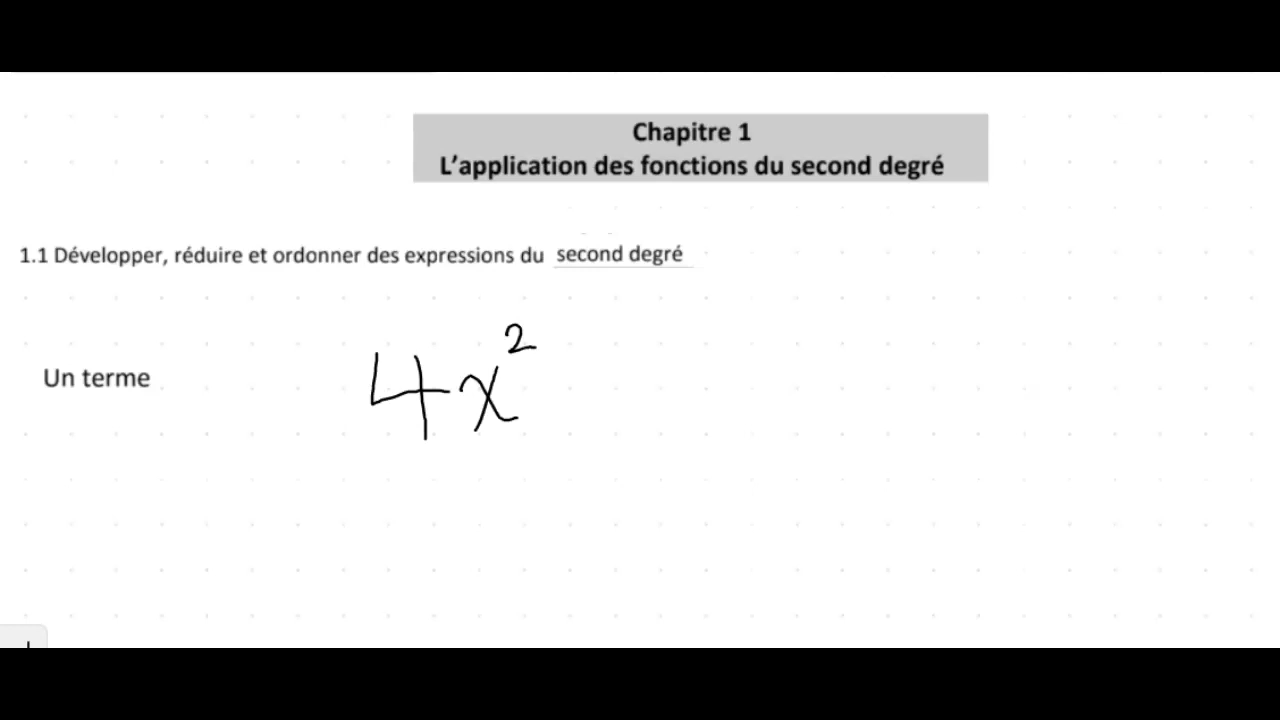 Chapitre 1
L’application des fonctions du second degré
1.1 Développer, réduire et ordonner des expressions du second degré
Un terme 4x²